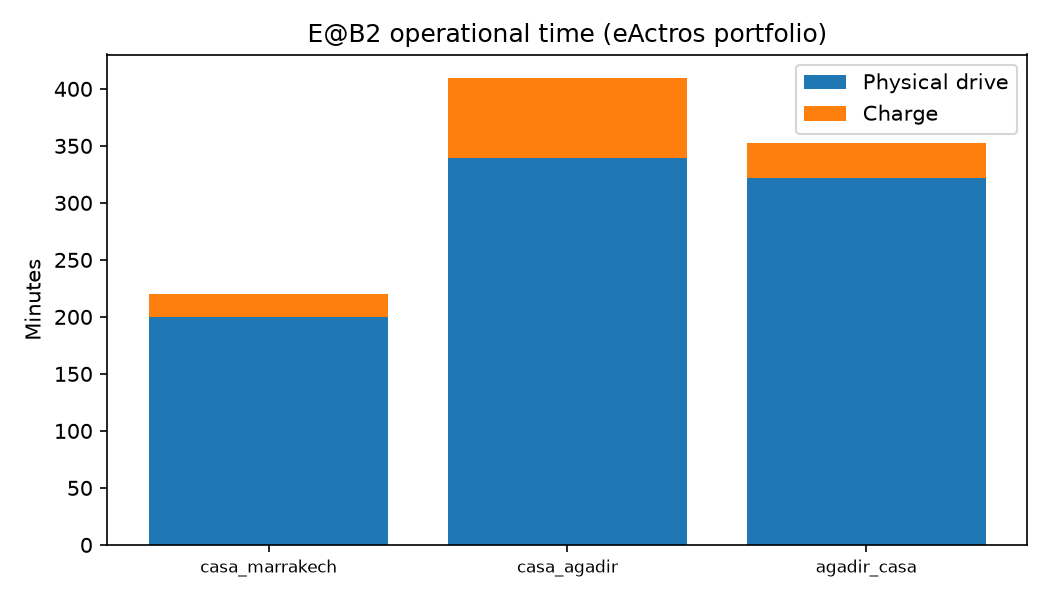 E@B2 operational time (eActros portfolio)
Physical drive
Charge
Minutes
400
350
300
250
200
150
100
50
0
casa_marrakech
casa_agadir
agadir_casa